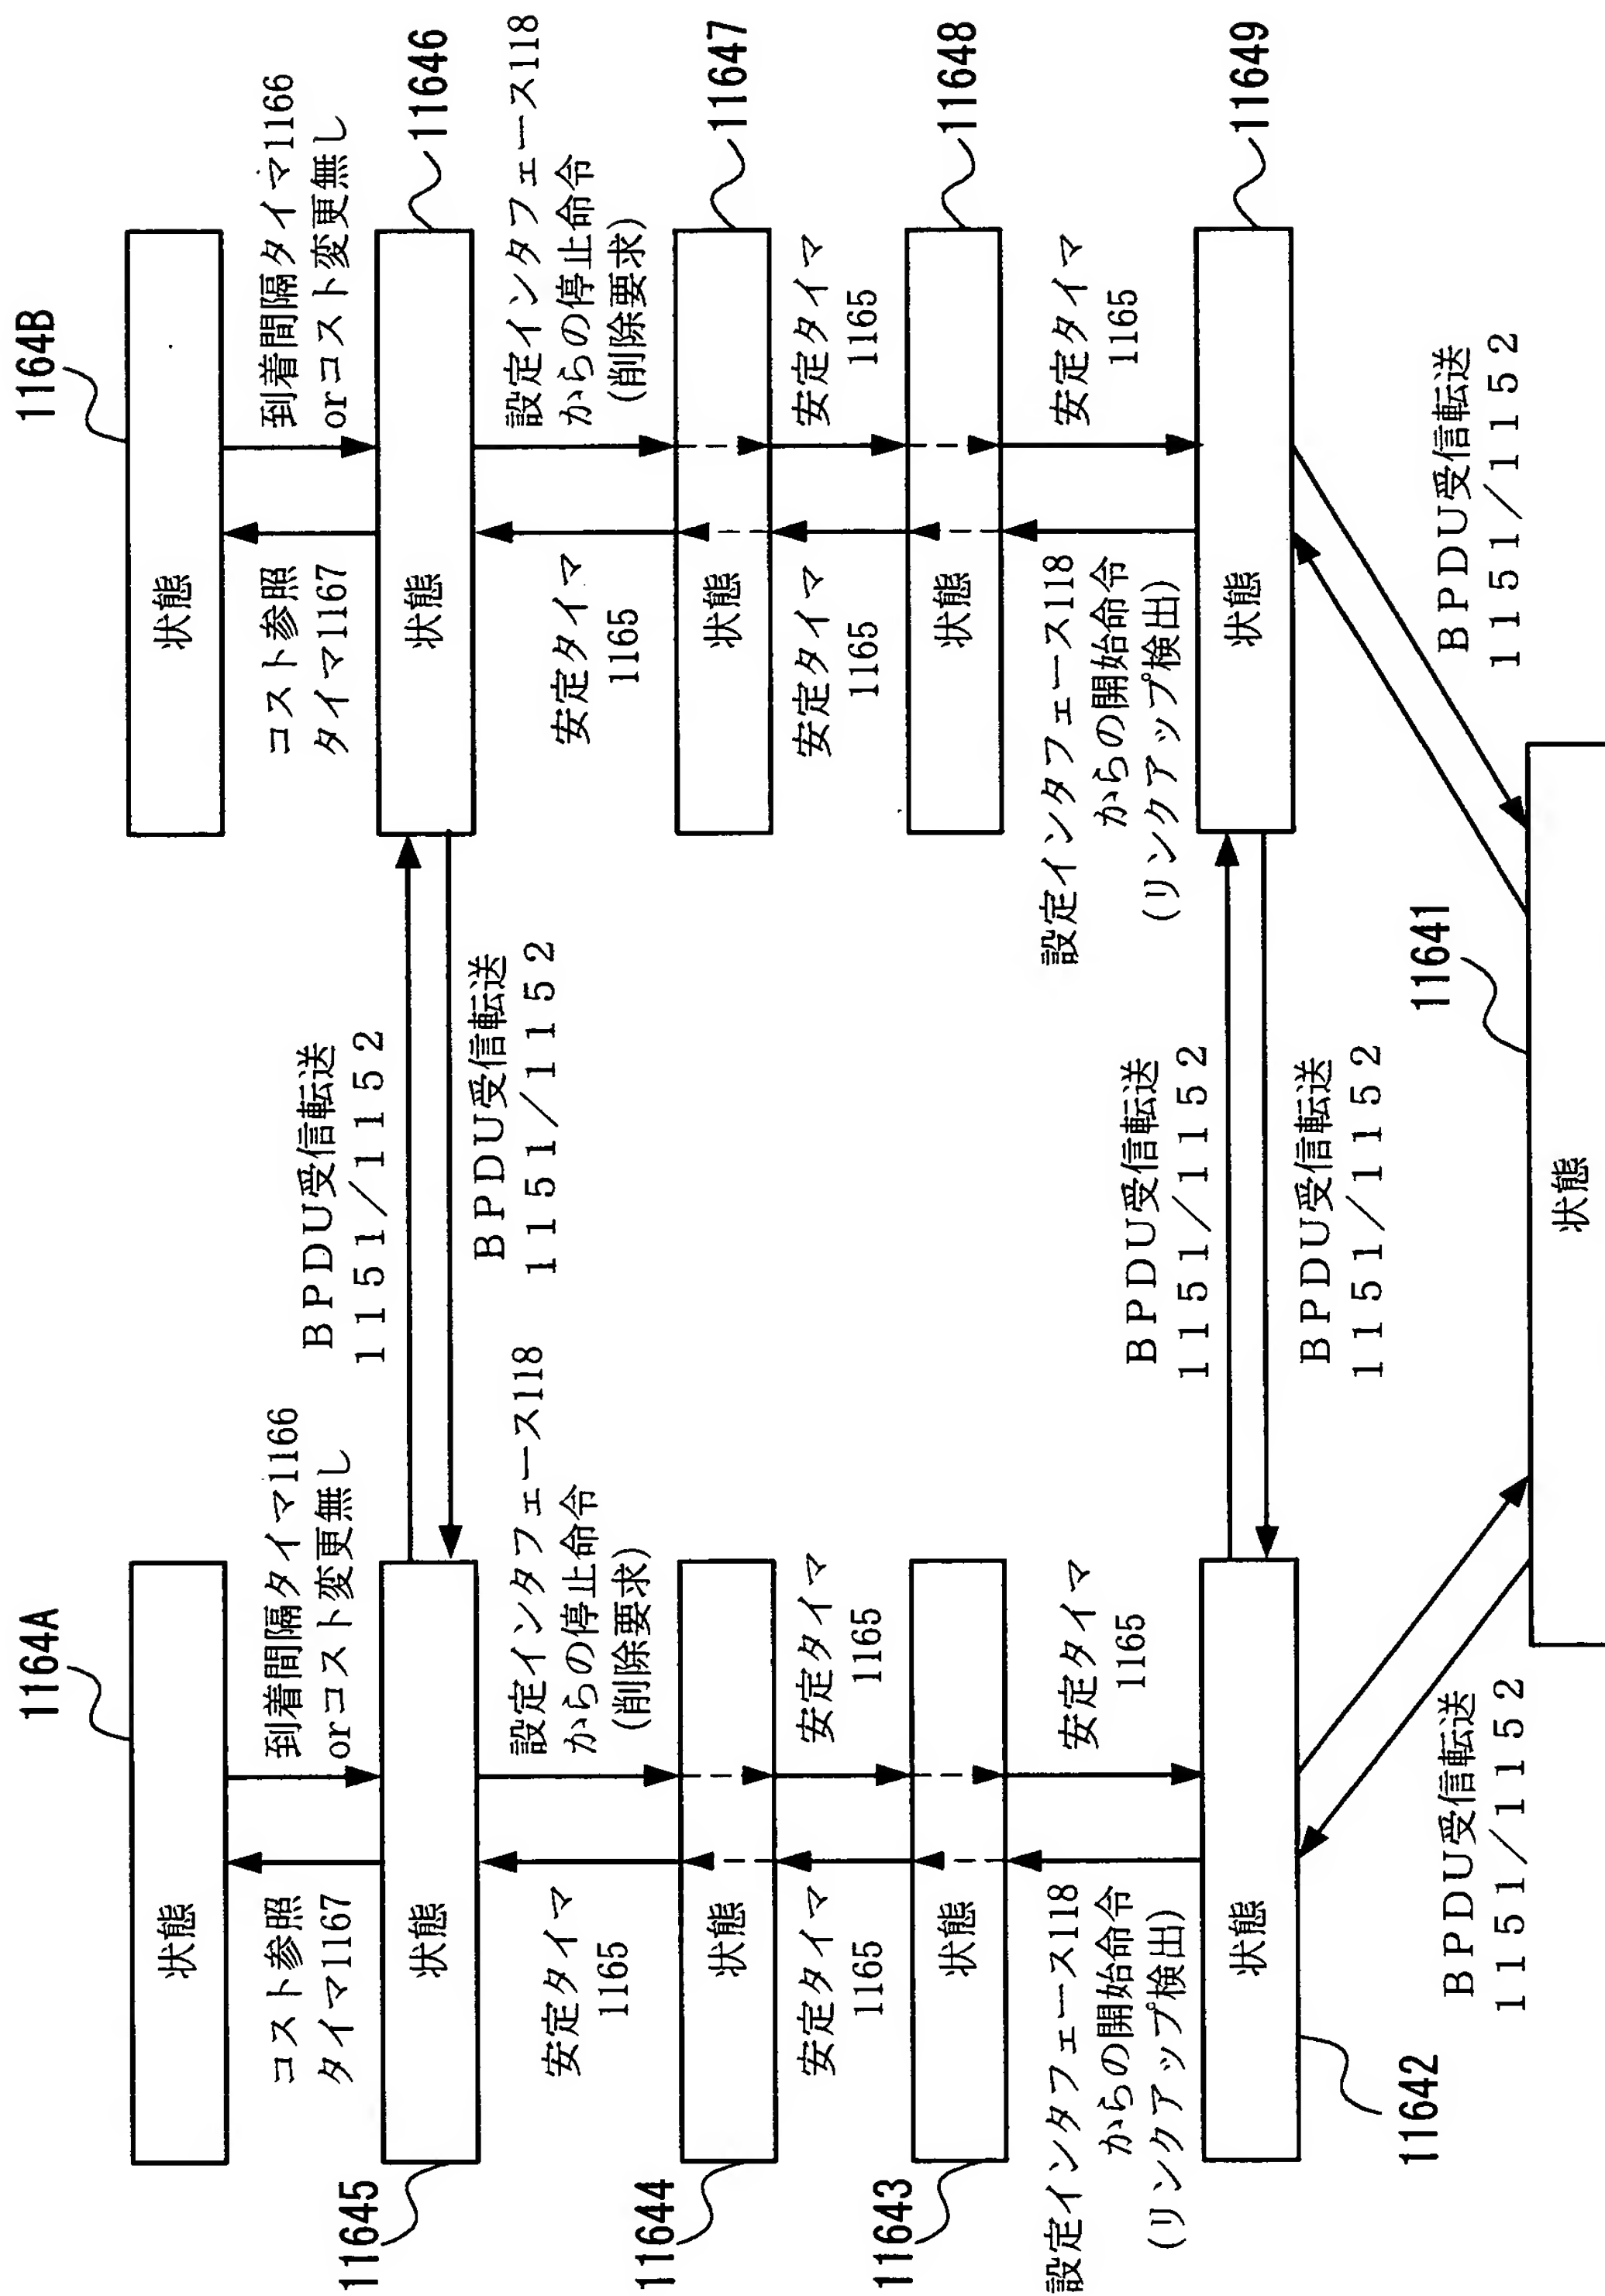 1164A
1164B
状態
状態
コスト参照
タイマ1167
到着間隔タイマ1166
orコスト変更無し
コスト参照
タイマ1167
到着間隔タイマ1166
orコスト変更無し
11645
状態
BPDU受信転送
1151/1152
BPDU受信転送
1151/1152
状態
11646
安定タイマ
1165
設定インタフェース118
からの停止命令
(削除要求)
安定タイマ
1165
設定インタフェース118
からの停止命令
(削除要求)
11644
状態
状態
11647
安定タイマ
1165
安定タイマ
1165
安定タイマ
1165
安定タイマ
1165
11643
状態
状態
11648
設定インタフェース118
からの開始命令
(リンクアップ検出)
安定タイマ
1165
設定インタフェース118
からの開始命令
(リンクアップ検出)
安定タイマ
1165
11642
状態
BPDU受信転送
1151/1152
BPDU受信転送
1151/1152
状態
11649
BPDU受信転送
1151/1152
BPDU受信転送
1151/1152
11641
状態